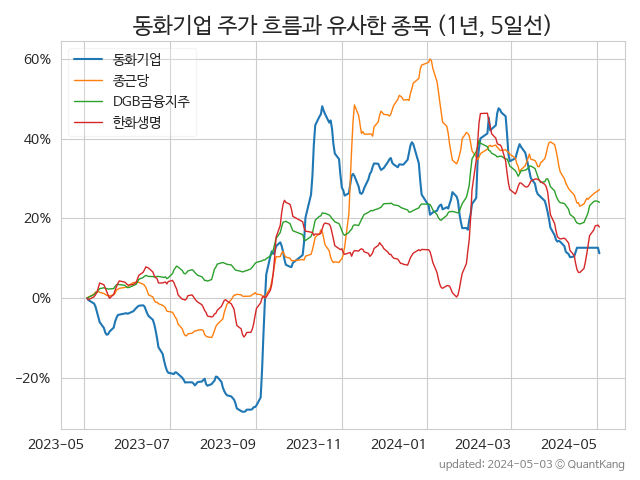 동화기업 주가 흐름과 유사한 종목 (1년, 5일선)
동화기업
종근당
DGB금융지주
한화생명
60%
40%
20%
0%
−20%
2023-05 2023-07 2023-09 2023-11 2024-01 2024-03 2024-05
updated: 2024-05-03 ⓒ QuantKang